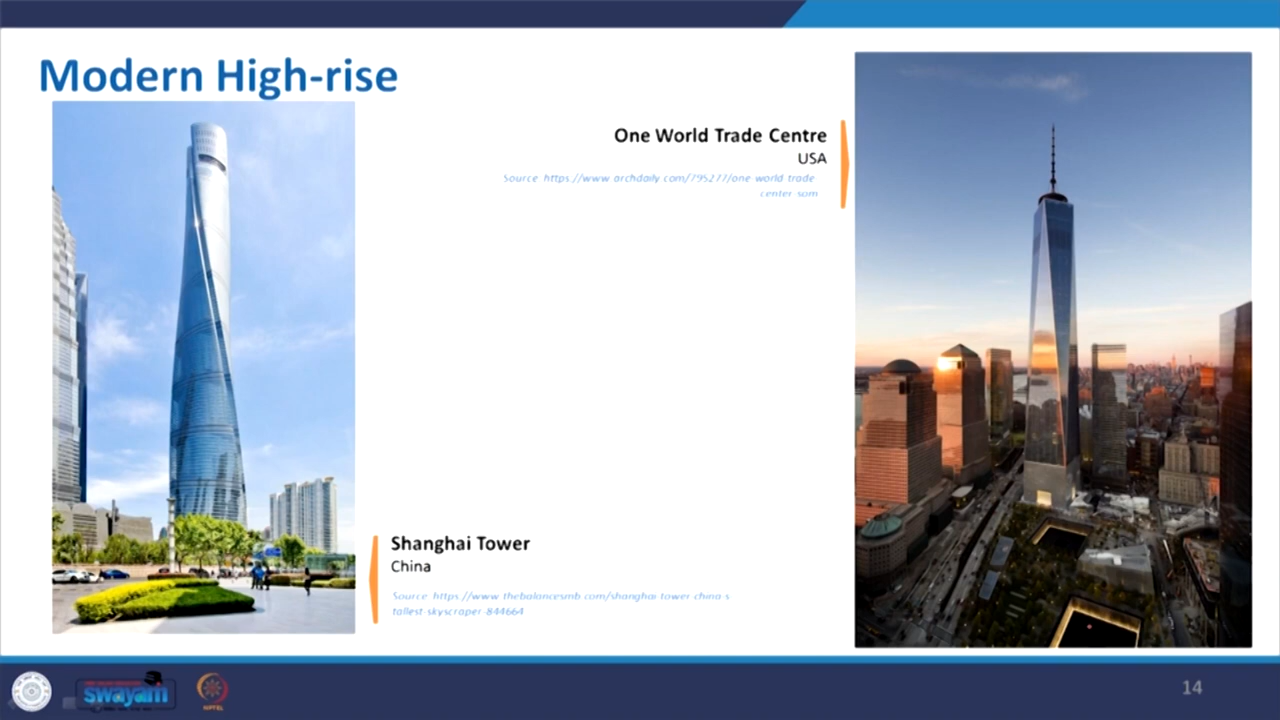 Modern High-rise
One World Trade Centre
USA
Source https://www.archdaily.com/795277/one-world-trade
center-som
Shanghai Tower
China
Source https://www.thebalancesmb.com/shanghai-tower-china-s
tallest-skyscraper-844664
swayam
14